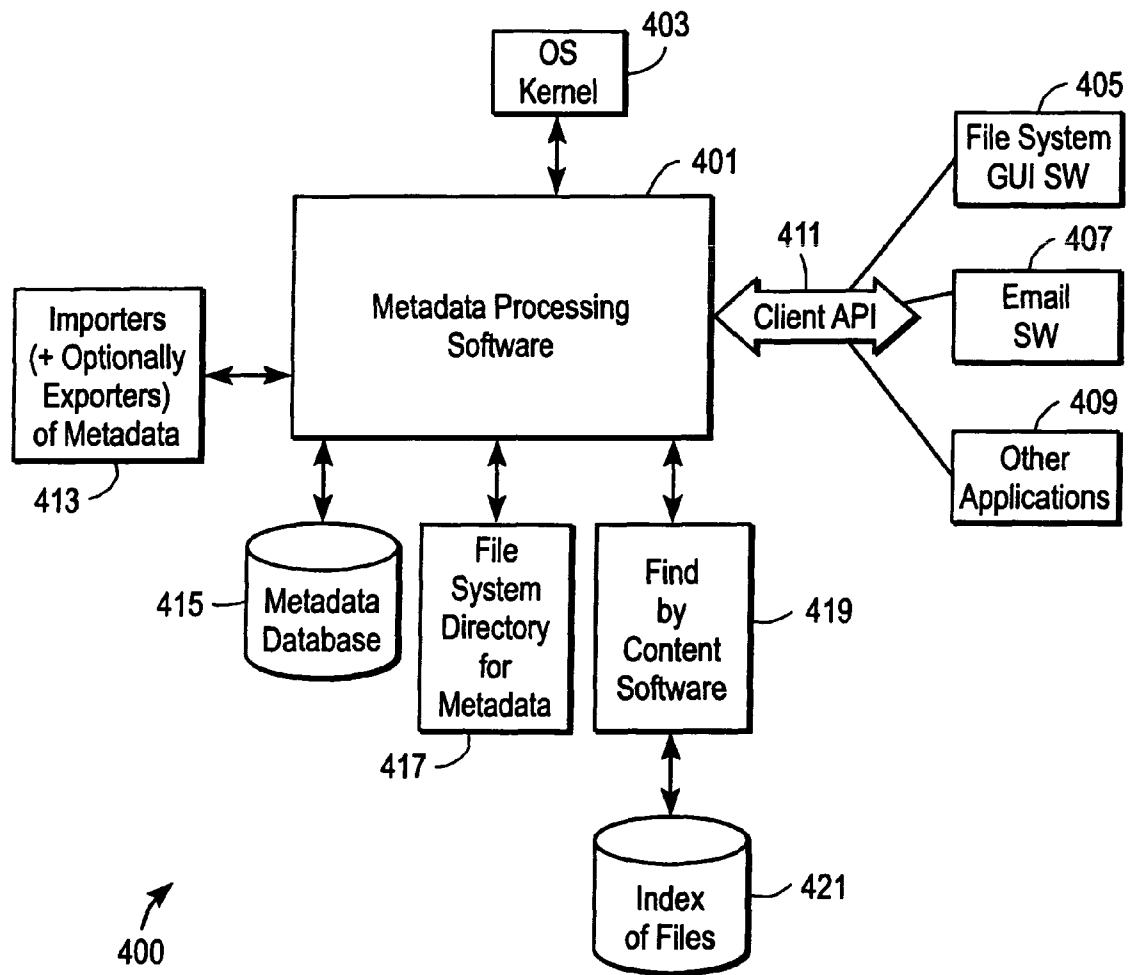 403
OS
Kernel
405
File System
GUI SW
401
411
407
Metadata Processing
Software
Client API
Email
SW
Importers
(+ Optionally
Exporters)
of Metadata
413
409
Other
Applications
415
Metadata
Database
File
System
Directory
for
Metadata
417
Find
by
Content
Software
419
Index
of Files
421
400